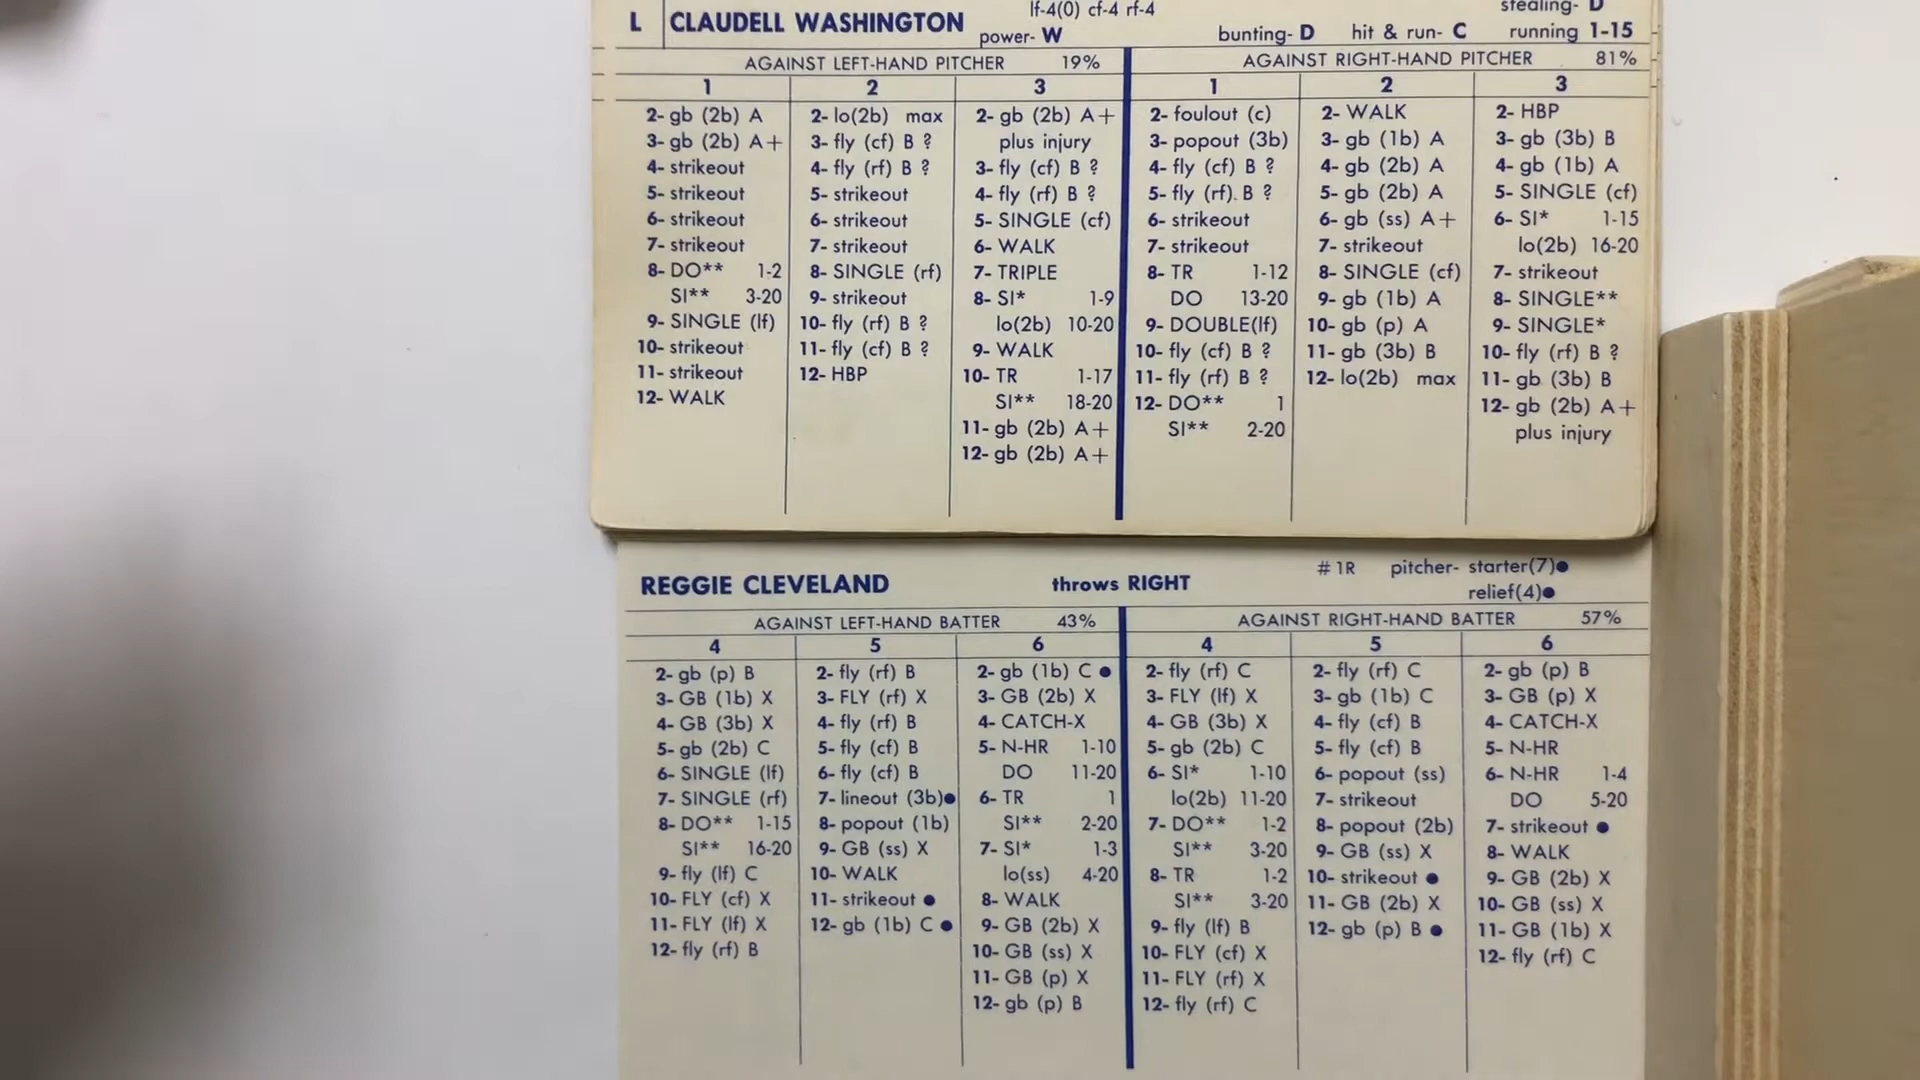 L CLAUDELL WASHINGTON lf-4(0) cf-4 rf-4 stealing- D
power- W bunting- D hit & run- C running 1-15
AGAINST LEFT-HAND PITCHER 19%
1
2- gb (2b) A
3- gb (2b) A+
4- strikeout
5- strikeout
6- strikeout
7- strikeout
8- DO** 1-2
SI** 3-20
9- SINGLE (lf)
10- strikeout
11- strikeout
12- WALK
2
2- lo(2b) max
3- fly (cf) B ?
4- fly (rf) B ?
5- strikeout
6- strikeout
7- strikeout
8- SINGLE (rf)
9- strikeout
10- fly (rf) B ?
11- fly (cf) B ?
12- HBP
3
2- gb (2b) A+
plus injury
3- fly (cf) B ?
4- fly (rf) B ?
5- SINGLE (cf)
6- WALK
7- TRIPLE
8- SI* 1-9
lo(2b) 10-20
9- WALK
10- TR 1-17
SI** 18-20
11- gb (2b) A+
12- gb (2b) A+
AGAINST RIGHT-HAND PITCHER 81%
1
2- foulout (c)
3- popout (3b)
4- fly (cf) B ?
5- fly (rf). B ?
6- strikeout
7- strikeout
8- TR 1-12
DO 13-20
9- DOUBLE(lf)
10- fly (cf) B ?
11- fly (rf) B ?
12- DO** 1
SI** 2-20
2
2- WALK
3- gb (1b) A
4- gb (2b) A
5- gb (2b) A
6- gb (ss) A+
7- strikeout
8- SINGLE (cf)
9- gb (1b) A
10- gb (p) A
11- gb (3b) B
12- lo(2b) max
3
2- HBP
3- gb (3b) B
4- gb (1b) A
5- SINGLE (cf)
6- SI* 1-15
lo(2b) 16-20
7- strikeout
8- SINGLE**
9- SINGLE*
10- fly (rf) B ?
11- gb (3b) B
12- gb (2b) A+
plus injury
REGGIE CLEVELAND throws RIGHT #1R pitcher- starter(7)●
relief(4)●
AGAINST LEFT-HAND BATTER 43%
4
2- gb (p) B
3- GB (1b) X
4- GB (3b) X
5- gb (2b) C
6- SINGLE (lf)
7- SINGLE (rf)
8- DO** 1-15
SI** 16-20
9- fly (lf) C
10- FLY (cf) X
11- FLY (lf) X
12- fly (rf) B
5
2- fly (rf) B
3- FLY (rf) X
4- fly (rf) B
5- fly (cf) B
6- fly (cf) B
7- lineout (3b)●
8- popout (1b)
9- GB (ss) X
10- WALK
11- strikeout ●
12- gb (1b) C ●
6
2- gb (1b) C ●
3- GB (2b) X
4- CATCH-X
5- N-HR 1-10
DO 11-20
6- TR 1
SI** 2-20
7- SI* 1-3
lo(ss) 4-20
8- WALK
9- GB (2b) X
10- GB (ss) X
11- GB (p) X
12- gb (p) B
AGAINST RIGHT-HAND BATTER 57%
4
2- fly (rf) C
3- FLY (lf) X
4- GB (3b) X
5- gb (2b) C
6- SI* 1-10
lo(2b) 11-20
7- DO** 1-2
SI** 3-20
8- TR 1-2
SI** 3-20
9- fly (lf) B
10- FLY (cf) X
11- FLY (rf) X
12- fly (rf) C
5
2- fly (rf) C
3- gb (1b) C
4- fly (cf) B
5- fly (cf) B
6- popout (ss)
7- strikeout
8- popout (2b)
9- GB (ss) X
10- strikeout ●
11- GB (2b) X
12- gb (p) B ●
6
2- gb (p) B
3- GB (p) X
4- CATCH-X
5- N-HR
6- N-HR 1-4
DO 5-20
7- strikeout ●
8- WALK
9- GB (2b) X
10- GB (ss) X
11- GB (1b) X
12- fly (rf) C